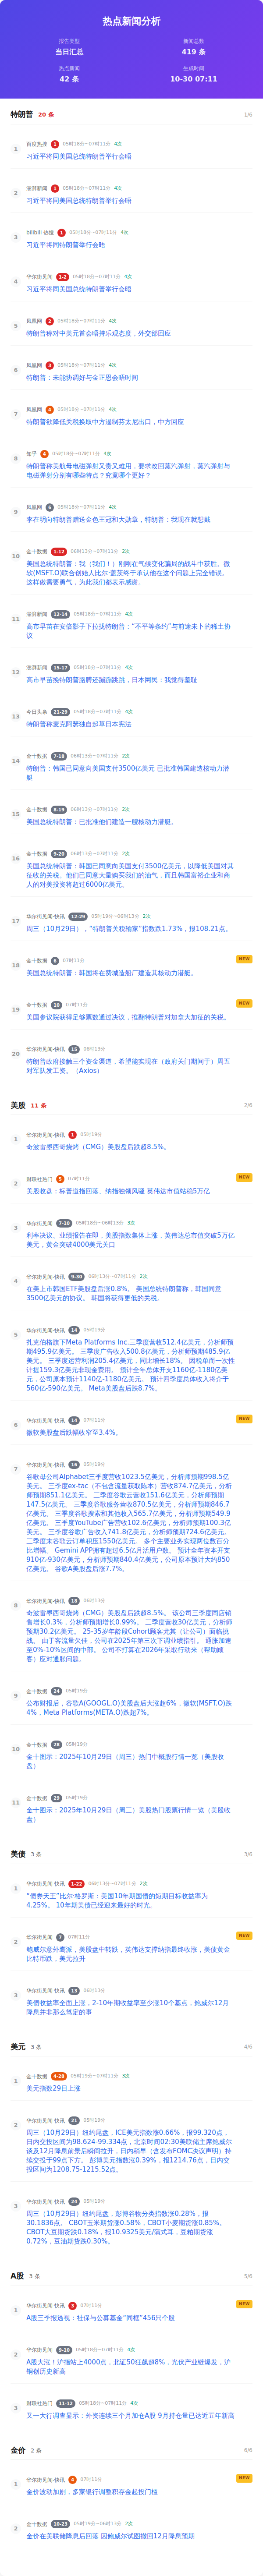 热点新闻分析
报告类型
新闻总数
当日汇总
419 条
热点新闻
生成时间
42 条
10-30 07:11
特朗普 20 条 1/6
1 百度热搜 1 05时18分~07时11分 4次
习近平将同美国总统特朗普举行会晤
2 澎湃新闻 1 05时18分~07时11分 4次
习近平将同美国总统特朗普举行会晤
3 bilibili 热搜 1 05时18分~07时11分 4次
习近平将同特朗普举行会晤
4 华尔街见闻 1-2 05时18分~07时11分 4次
习近平将同美国总统特朗普举行会晤
5 凤凰网 2 05时18分~07时11分 4次
特朗普称对中美元首会晤持乐观态度，外交部回应
6 凤凰网 3 05时18分~07时11分 4次
特朗普：未能协调好与金正恩会晤时间
7 凤凰网 4 05时18分~07时11分 4次
特朗普欲降低关税换取中方遏制芬太尼出口，中方回应
8 知乎 4 05时18分~07时11分 4次
特朗普称美航母电磁弹射又贵又难用，要求改回蒸汽弹射，蒸汽弹射与
电磁弹射分别有哪些特点？究竟哪个更好？
9 凤凰网 6 05时18分~07时11分 4次
李在明向特朗普赠送金色王冠和大勋章，特朗普：我现在就想戴
10 金十数据 1-12 06时13分~07时11分 2次
美国总统特朗普：我（我们！）刚刚在气候变化骗局的战斗中获胜。微
软(MSFT.O)联合创始人比尔·盖茨终于承认他在这个问题上完全错误。
这样做需要勇气，为此我们都表示感谢。
11 澎湃新闻 12-14 05时18分~07时11分 4次
高市早苗在安倍影子下拉拢特朗普：“不平等条约”与前途未卜的稀土协
议
12 澎湃新闻 15-17 05时18分~07时11分 4次
高市早苗挽特朗普胳膊还蹦蹦跳跳，日本网民：我觉得羞耻
13 今日头条 21-29 05时18分~07时11分 4次
特朗普称麦克阿瑟独自起草日本宪法
14 金十数据 7-18 06时13分~07时11分 2次
特朗普：韩国已同意向美国支付3500亿美元 已批准韩国建造核动力潜
艇
15 金十数据 8-19 06时13分~07时11分 2次
美国总统特朗普：已批准他们建造一艘核动力潜艇。
16 金十数据 9-20 06时13分~07时11分 2次
美国总统特朗普：韩国已同意向美国支付3500亿美元，以降低美国对其
征收的关税。他们已同意大量购买我们的油气，而且韩国富裕企业和商
人的对美投资将超过6000亿美元。
17 华尔街见闻-快讯 12-29 05时19分~06时13分 2次
周三（10月29日），“特朗普关税输家”指数跌1.73%，报108.21点。
18 金十数据 6 07时11分 NEW
美国总统特朗普：韩国将在费城造船厂建造其核动力潜艇。
19 金十数据 10 07时11分 NEW
美国参议院获得足够票数通过决议，推翻特朗普对加拿大加征的关税。
20 华尔街见闻-快讯 15 06时13分
特朗普政府接触三个资金渠道，希望能实现在（政府关门期间于）周五
对军队发工资。（Axios）
美股 11 条 2/6
1 华尔街见闻-快讯 1 05时19分
奇波雷墨西哥烧烤（CMG）美股盘后跌超8.5%。
2 财联社热门 5 07时11分 NEW
美股收盘：标普道指回落、纳指独领风骚 英伟达市值站稳5万亿
3 华尔街见闻 7-10 05时18分~06时13分 3次
利率决议、业绩报告在即，美股指数集体上涨，英伟达总市值突破5万亿
美元，黄金突破4000美元关口
4 华尔街见闻-快讯 9-30 06时13分~07时11分 2次
在美上市韩国ETF美股盘后涨0.8%。 美国总统特朗普称，韩国同意
3500亿美元的协议。 韩国将获得更低的关税。
5 华尔街见闻-快讯 14 05时19分
扎克伯格旗下Meta Platforms Inc.三季度营收512.4亿美元，分析师预
期495.9亿美元。 三季度广告收入500.8亿美元，分析师预期485.9亿
美元。 三季度运营利润205.4亿美元，同比增长18%。 因税单而一次性
计提159.3亿美元非现金费用。 预计全年总体开支1160亿-1180亿美
元，公司原本预计1140亿-1180亿美元。 预计四季度总体收入将介于
560亿-590亿美元。 Meta美股盘后跌8.7%。
6 华尔街见闻-快讯 14 07时11分 NEW
微软美股盘后跌幅收窄至3.4%。
7 华尔街见闻-快讯 16 05时19分
谷歌母公司Alphabet三季度营收1023.5亿美元，分析师预期998.5亿
美元。 三季度ex-tac（不包含流量获取陈本）营收874.7亿美元，分析
师预期851.1亿美元。 三季度谷歌云营收151.6亿美元，分析师预期
147.5亿美元。 三季度谷歌服务营收870.5亿美元，分析师预期846.7
亿美元。 三季度谷歌搜索和其他收入565.7亿美元，分析师预期549.9
亿美元。 三季度YouTube广告营收102.6亿美元，分析师预期100.3亿
美元。 三季度谷歌广告收入741.8亿美元，分析师预期724.6亿美元。
三季度末谷歌云订单积压1550亿美元。 多个主要业务实现两位数百分
比增幅。 Gemini APP拥有超过6.5亿月活用户数。 预计全年资本开支
910亿-930亿美元，分析师预期840.4亿美元，公司原本预计大约850
亿美元。 谷歌A美股盘后涨7.7%。
8 华尔街见闻-快讯 18 06时13分
奇波雷墨西哥烧烤（CMG）美股盘后跌超8.5%。 该公司三季度同店销
售增长0.3%，分析师预期增长0.99%。 三季度营收30亿美元，分析师
预期30.2亿美元。 25-35岁年龄段Cohort顾客尤其（让公司）面临挑
战。 由于客流量欠佳，公司在2025年第三次下调业绩指引。 通胀加速
至0%-10%区间的中部。 公司不打算在2026年采取行动来（帮助顾
客）应对通胀问题。
9 金十数据 24 05时19分
公布财报后，谷歌A(GOOGL.O)美股盘后大涨超6%，微软(MSFT.O)跌
4%，Meta Platforms(META.O)跌超7%。
10 金十数据 28 05时19分
金十图示：2025年10月29日（周三）热门中概股行情一览（美股收
盘）
11 金十数据 29 05时19分
金十图示：2025年10月29日（周三）美股热门股票行情一览（美股收
盘）
美债 3 条 3/6
1 华尔街见闻-快讯 1-22 06时13分~07时11分 2次
“债券天王”比尔·格罗斯：美国10年期国债的短期目标收益率为
4.25%。 10年期美债已经迎来最好的时光。
2 华尔街见闻 7 07时11分 NEW
鲍威尔意外鹰派，美股盘中转跌，英伟达支撑纳指最终收涨，美债黄金
比特币跌，美元拉升
3 华尔街见闻-快讯 13 06时13分
美债收益率全面上涨，2-10年期收益率至少涨10个基点，鲍威尔12月
降息并非那么笃定的事
美元 3 条 4/6
1 金十数据 4-28 05时19分~07时11分 3次
美元指数29日上涨
2 华尔街见闻-快讯 21 05时19分
周三（10月29日）纽约尾盘，ICE美元指数涨0.66%，报99.320点，
日内交投区间为98.624-99.334点，北京时间02:30美联储主席鲍威尔
谈及12月降息前景后瞬间拉升，日内稍早（含发布FOMC决议声明）持
续交投于99点下方。 彭博美元指数涨0.39%，报1214.76点，日内交
投区间为1208.75-1215.52点。
3 华尔街见闻-快讯 24 05时19分
周三（10月29日）纽约尾盘，彭博谷物分类指数涨0.28%，报
30.1836点。 CBOT玉米期货涨0.58%，CBOT小麦期货涨0.85%。
CBOT大豆期货跌0.18%，报10.9325美元/蒲式耳，豆粕期货涨
0.72%，豆油期货跌0.30%。
A股 3 条 5/6
1 华尔街见闻-快讯 3 07时11分 NEW
A股三季报透视：社保与公募基金“同框”456只个股
2 华尔街见闻 9-10 05时18分~07时11分 4次
A股大涨！沪指站上4000点，北证50狂飙超8%，光伏产业链爆发，沪
铜创历史新高
3 财联社热门 11-12 05时18分~07时11分 4次
又一大行调查显示：外资连续三个月加仓A股 9月持仓量已达近五年新高
金价 2 条 6/6
1 华尔街见闻-快讯 4 07时11分 NEW
金价波动加剧，多家银行调整积存金起投门槛
2 金十数据 10-23 05时19分~06时13分 2次
金价在美联储降息后回落 因鲍威尔试图撤回12月降息预期